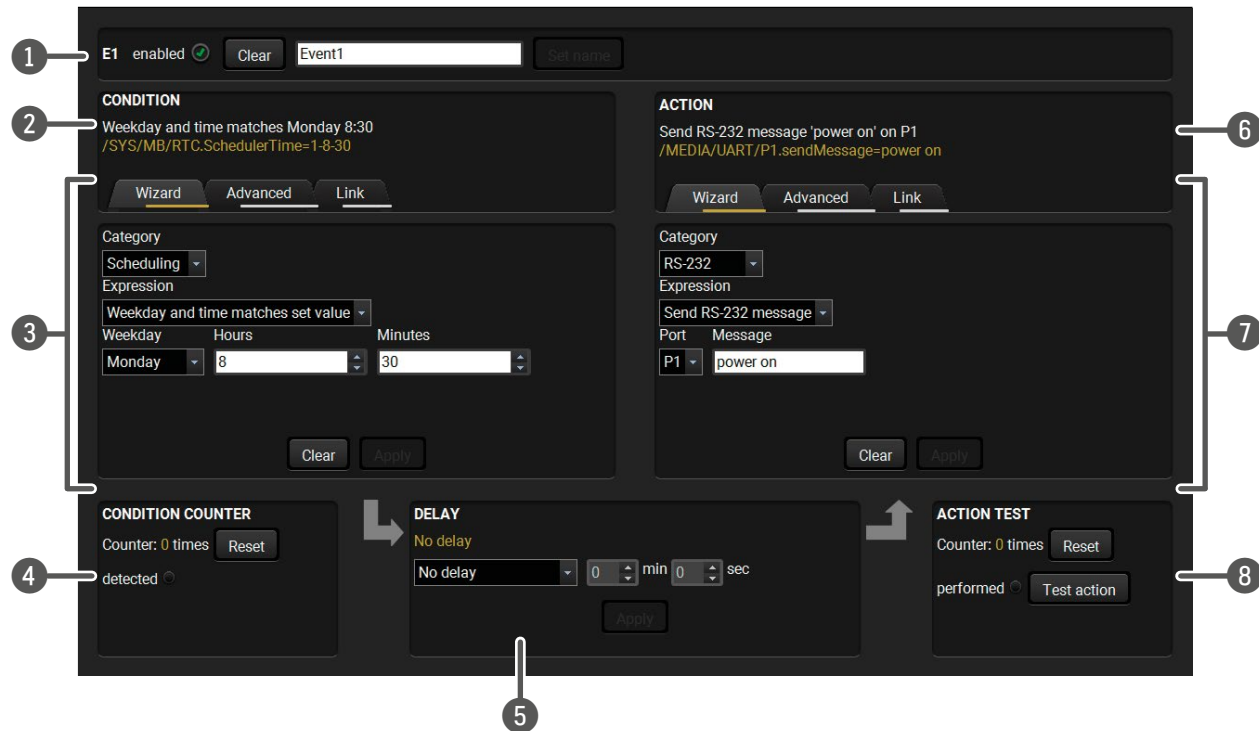 1
E1 enabled Clear Event1 Set name
CONDITION
2
Weekday and time matches Monday 8:30
/SYS/MB/RTC.SchedulerTime=1-8-30
Wizard Advanced Link
3
Category
Scheduling
Expression
Weekday and time matches set value
Weekday Hours Minutes
Monday 8 30
Clear Apply
CONDITION COUNTER
Counter: 0 times Reset
4
detected
DELAY
No delay
No delay 0 min 0 sec
Apply
5
ACTION
Send RS-232 message 'power on' on P1
6
/MEDIA/UART/P1.sendMessage=power on
Wizard Advanced Link
Category
RS-232
Expression
Send RS-232 message
7
Port Message
P1 power on
Clear Apply
ACTION TEST
Counter: 0 times Reset
8
performed Test action